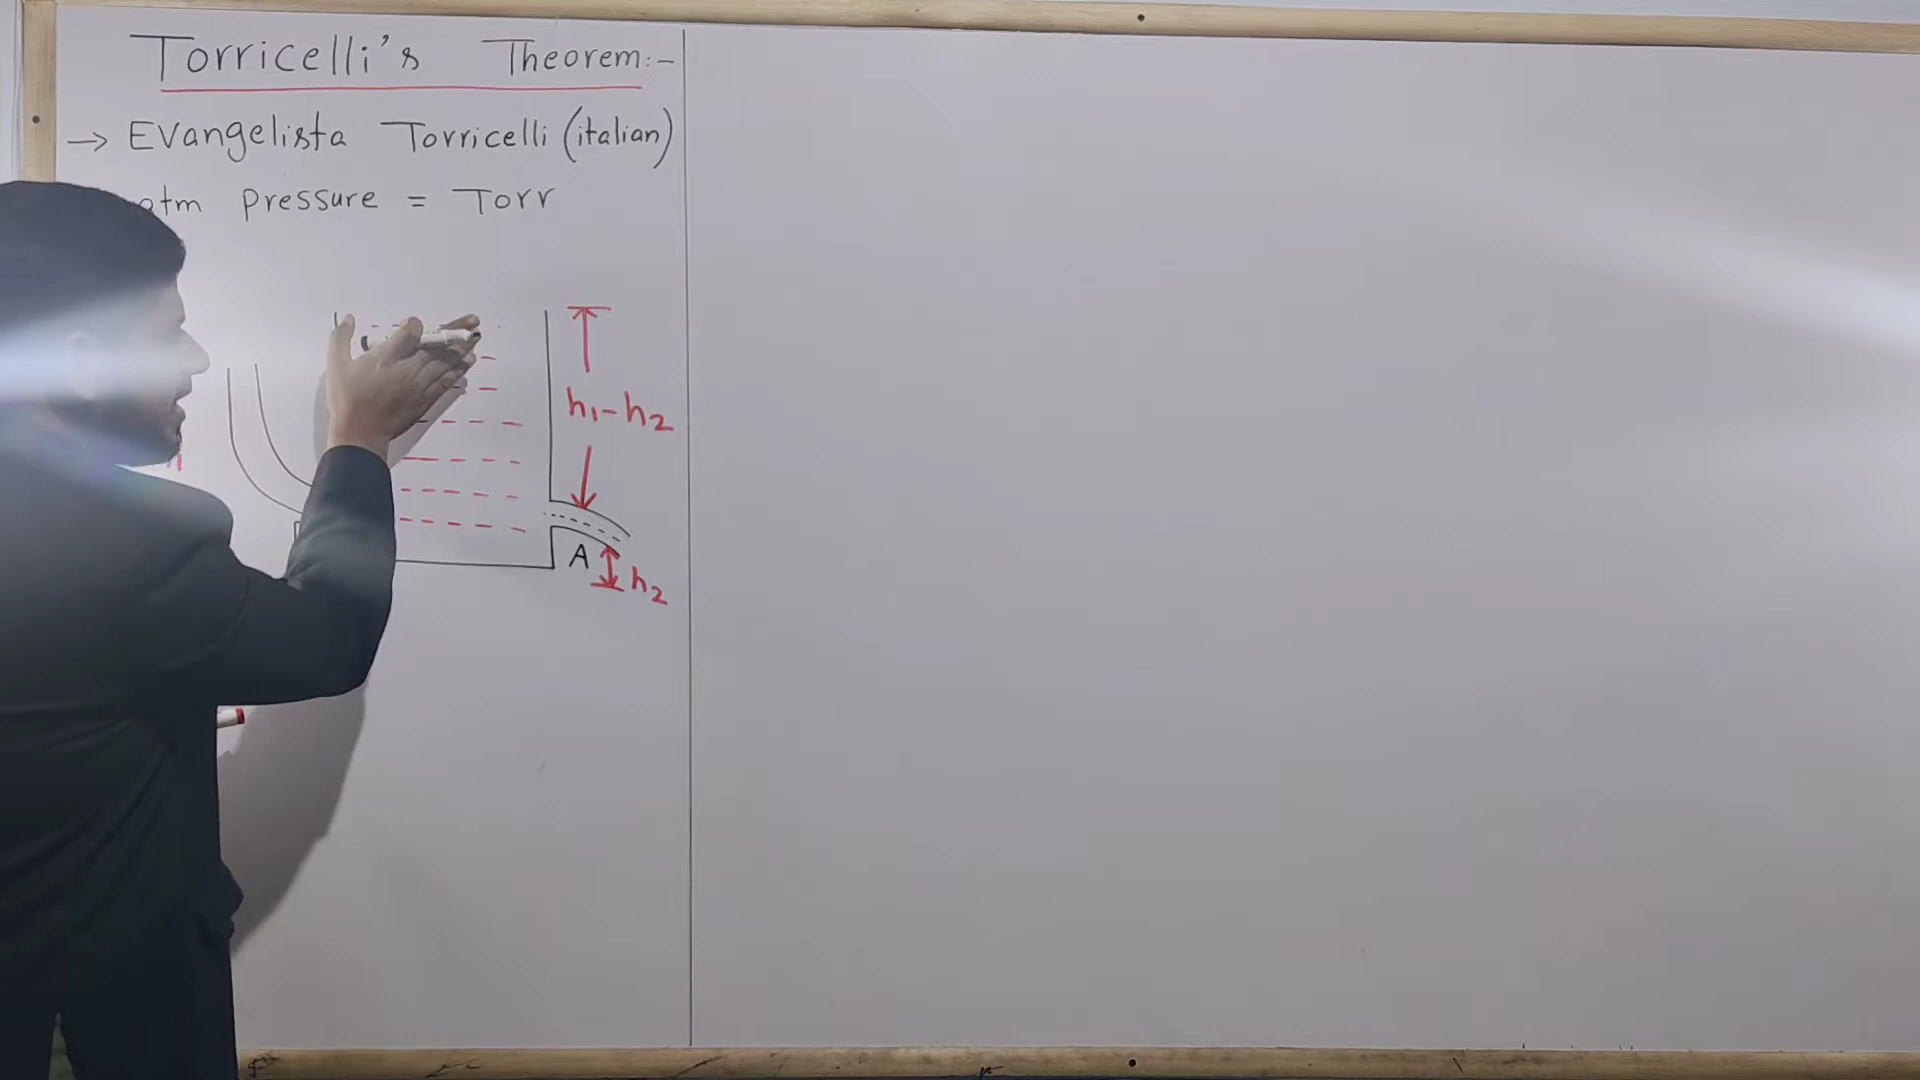 Torricelli's Theorem:-
→ Evangelista Torricelli (italian)
atm pressure = Torr
h₁-h₂
A
h₂